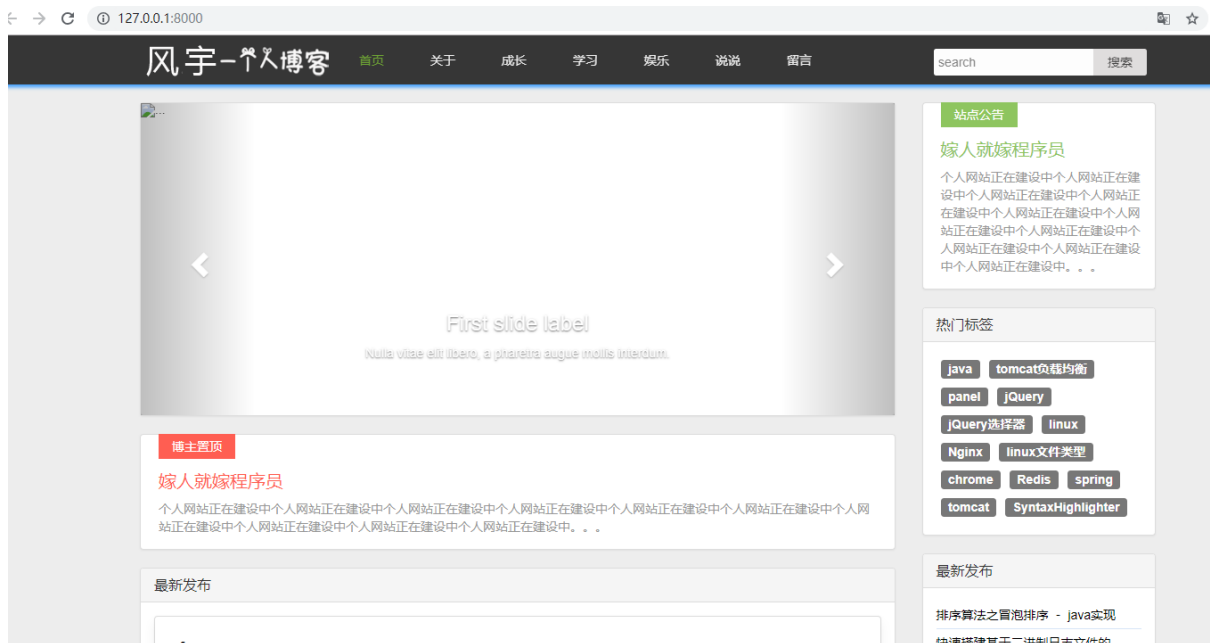 127.0.0.1:8000
风宇-个人博客 首页 关于 成长 学习 娱乐 说说 留言 search 搜索
...
First slide label
Nulla vitae elit libero, a pharetra augue mollis interdum.
博主置顶
嫁人就嫁程序员
个人网站正在建设中个人网站正在建设中个人网站正在建设中个人网站正在建设中个人网站正在建设中个人网站正在建设中个人网
站正在建设中个人网站正在建设中个人网站正在建设中个人网站正在建设中。。。
最新发布
站点公告
嫁人就嫁程序员
个人网站正在建设中个人网站正在建
设中个人网站正在建设中个人网站正
在建设中个人网站正在建设中个人网
站正在建设中个人网站正在建设中个
人网站正在建设中个人网站正在建设
中个人网站正在建设中。。。
热门标签
java tomcat负载均衡
panel jQuery
jQuery选择器 linux
Nginx linux文件类型
chrome Redis spring
tomcat SyntaxHighlighter
最新发布
排序算法之冒泡排序 - java实现
快速搭建基于二进制日志文件的